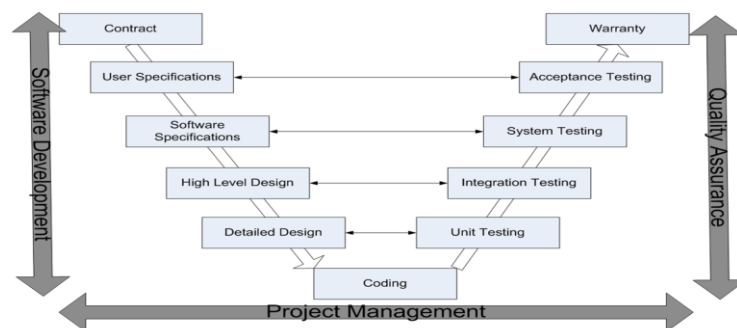 Contract
Warranty
User Specifications
Acceptance Testing
Software
Specifications
System Testing
High Level Design
Integration Testing
Detailed Design
Unit Testing
Coding
Software Development
Quality Assurance
Project Management